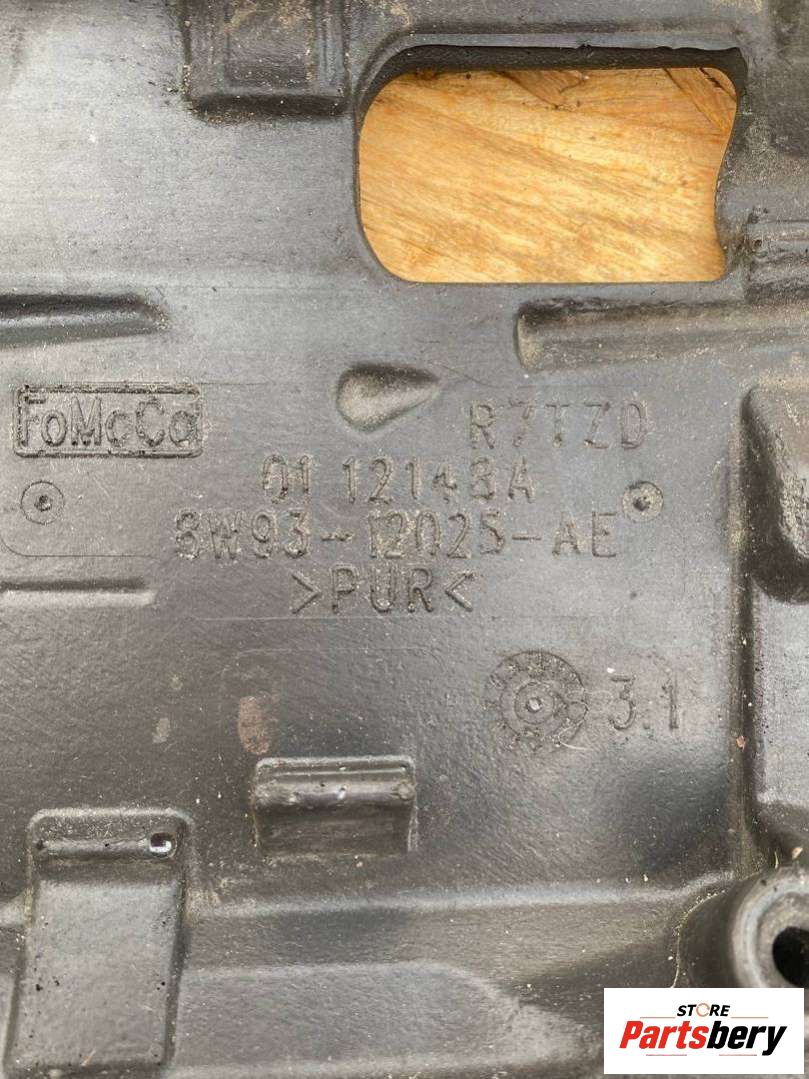 FoMoCo
R7TZD
01 12143A
8W93-12025-AE
>PUR<
3.1
STORE
Partsbery